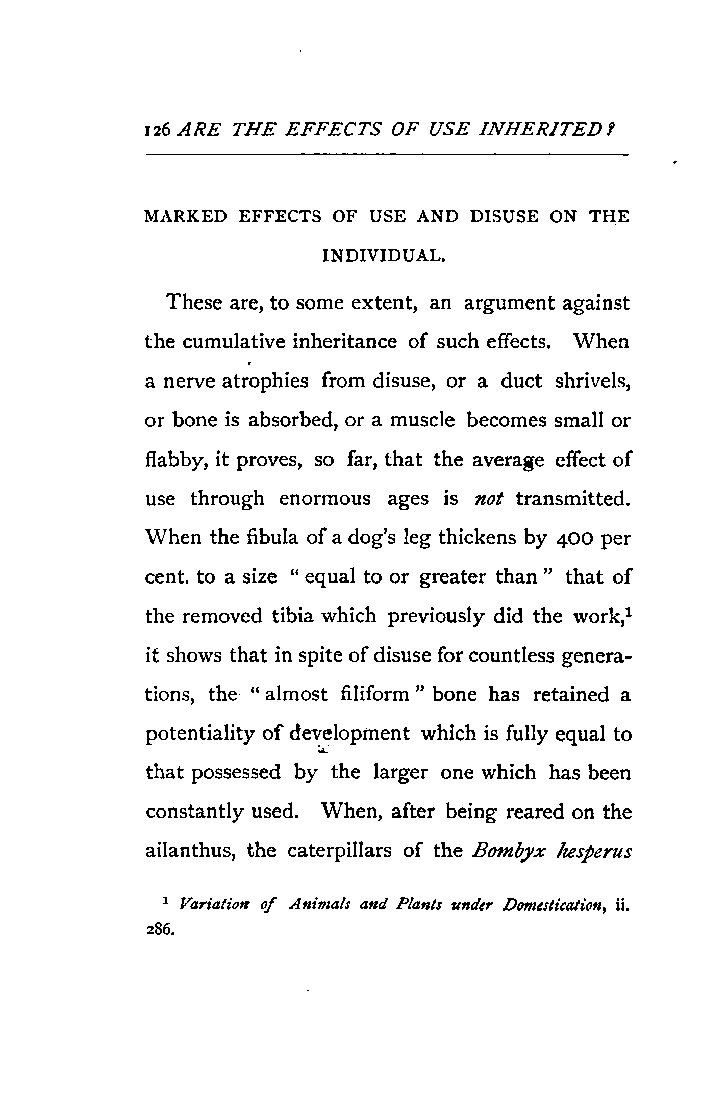 126 ARE THE EFFECTS OF USE INHERITED?
MARKED EFFECTS OF USE AND DISUSE ON THE
INDIVIDUAL.
These are, to some extent, an argument against
the cumulative inheritance of such effects. When
a nerve atrophies from disuse, or a duct shrivels,
or bone is absorbed, or a muscle becomes small or
flabby, it proves, so far, that the average effect of
use through enormous ages is not transmitted.
When the fibula of a dog's leg thickens by 400 per
cent. to a size “ equal to or greater than ” that of
the removed tibia which previously did the work,¹
it shows that in spite of disuse for countless genera-
tions, the “ almost filiform ” bone has retained a
potentiality of development which is fully equal to
that possessed by the larger one which has been
constantly used. When, after being reared on the
ailanthus, the caterpillars of the Bombyx hesperus
¹ Variation of Animals and Plants under Domestication, ii.
286.